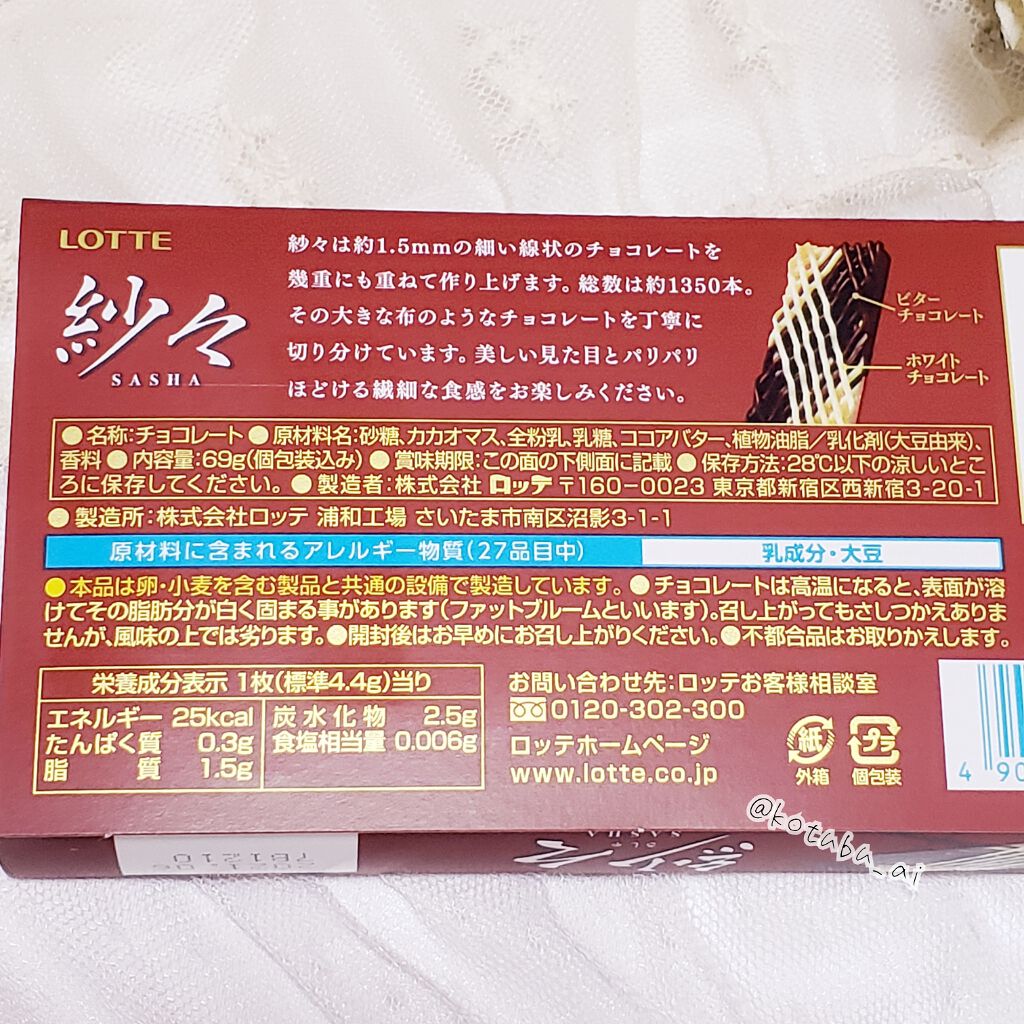 LOTTE
紗々
SASHA
紗々は約1.5mmの細い線状のチョコレートを
幾重にも重ねて作り上げます。総数は約1350本。
その大きな布のようなチョコレートを丁寧に
切り分けています。美しい見た目とパリパリ
ほどける繊細な食感をお楽しみください。
ビター
チョコレート
ホワイト
チョコレート
●名称:チョコレート●原材料名:砂糖、カカオマス、全粉乳、乳糖、ココアバター、植物油脂/乳化剤(大豆由来)、
香料●内容量:69g(個包装込み)●賞味期限:この面の下側面に記載●保存方法:28℃以下の涼しいとこ
ろに保存してください。●製造者:株式会社 ロッテ 〒160-0023 東京都新宿区西新宿3-20-1
●製造所:株式会社ロッテ 浦和工場 さいたま市南区沼影3-1-1
原材料に含まれるアレルギー物質(27品目中) 乳成分・大豆
●本品は卵・小麦を含む製品と共通の設備で製造しています。●チョコレートは高温になると、表面が溶
けてその脂肪分が白く固まる事があります(ファットブルームといいます)。召し上がってもさしつかえありま
せんが、風味の上では劣ります。●開封後はお早めにお召し上がりください。●不都合品はお取りかえします。
栄養成分表示 1枚(標準4.4g)当り
エネルギー 25kcal 炭水化物 2.5g
たんぱく質 0.3g 食塩相当量 0.006g
脂質 1.5g
お問い合わせ先:ロッテお客様相談室
0120-302-300
ロッテホームページ
www.lotte.co.jp
紙
外箱
プラ
個包装
4 90
@kotaba_ai
紗々
SASHA
7B1210